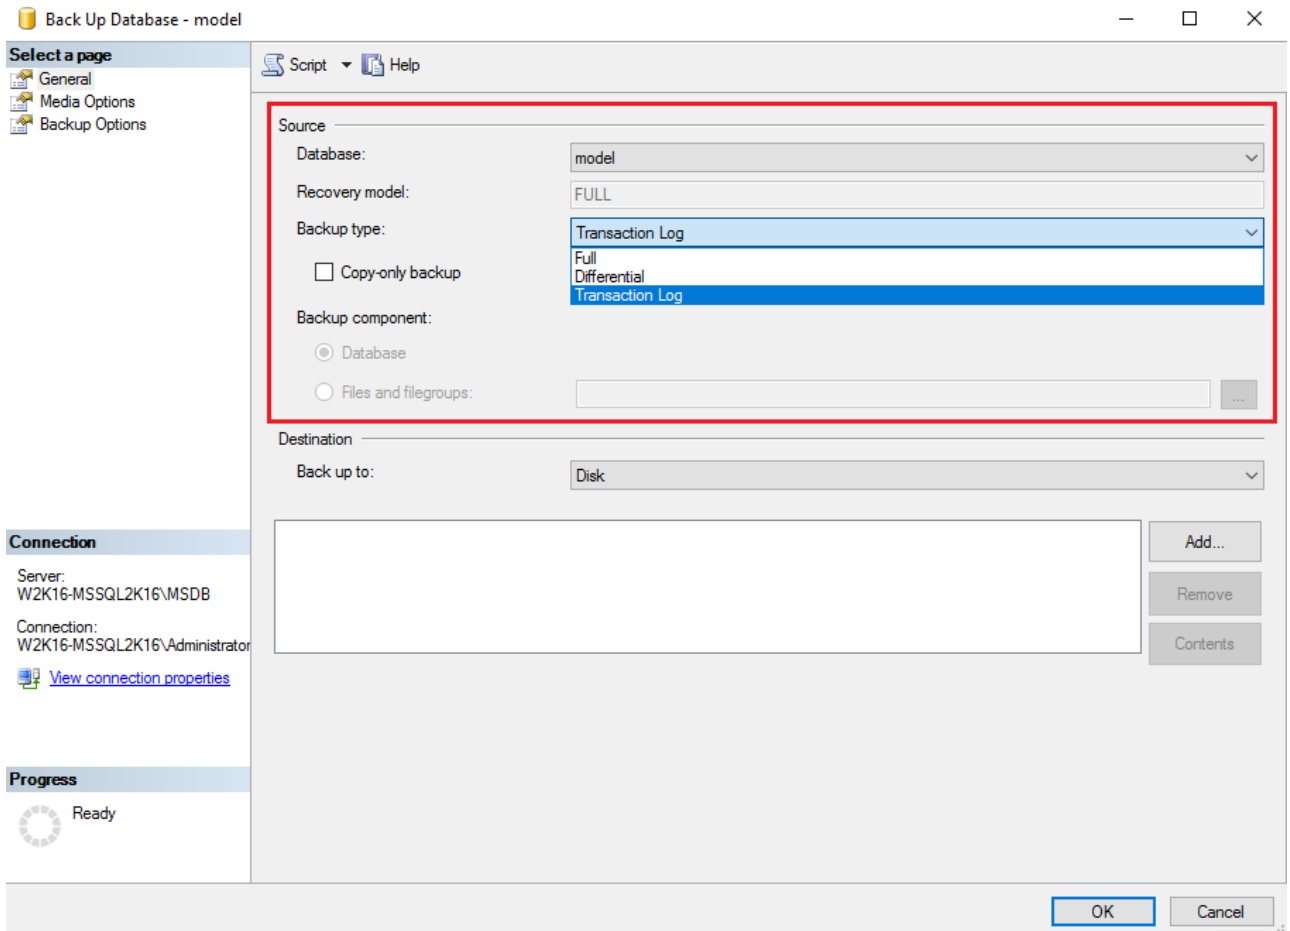 Back Up Database - model
Select a page
General
Media Options
Backup Options
Script
Help
Source
Database:
model
Recovery model:
FULL
Backup type:
Transaction Log
Full
Differential
Transaction Log
Copy-only backup
Backup component:
Database
Files and filegroups:
...
Destination
Back up to:
Disk
Add...
Remove
Contents
Connection
Server:
W2K16-MSSQL2K16\MSDB
Connection:
W2K16-MSSQL2K16\Administrator
View connection properties
Progress
Ready
OK
Cancel